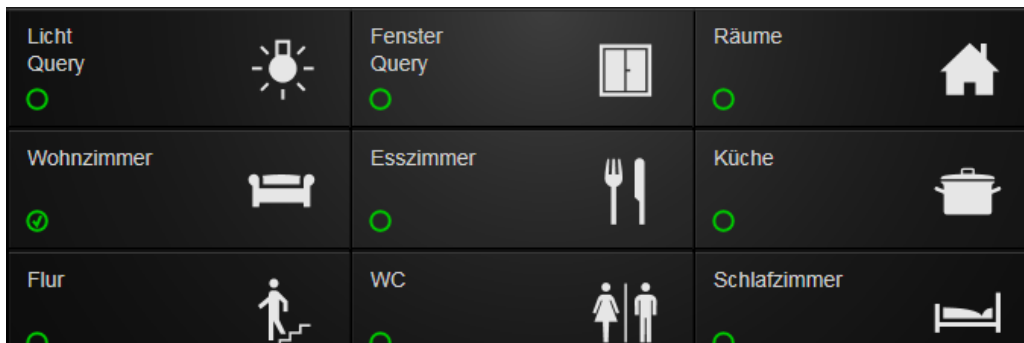 Licht
Query
Fenster
Query
Räume
Wohnzimmer
Esszimmer
Küche
Flur
WC
Schlafzimmer